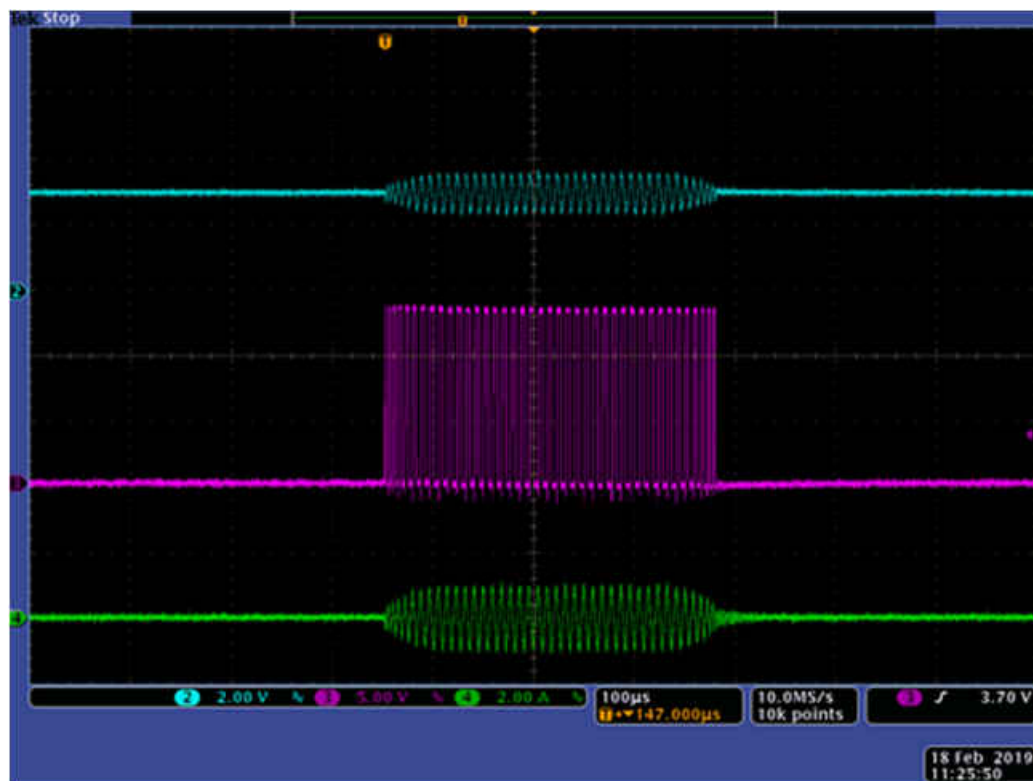 Tek Stop
T
T
2
3
4
2 2.00 V 3 5.00 V 4 2.00 A 100µs 10.0MS/s 3 3.70 V
T 147.000µs 10k points
18 Feb 2019
11:25:50